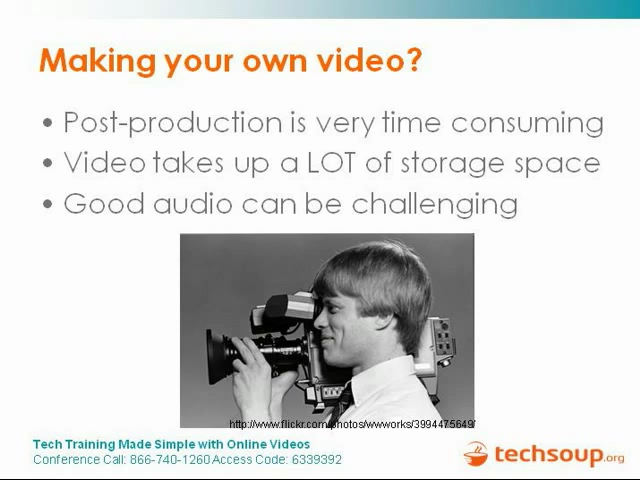 Making your own video?
• Post-production is very time consuming
• Video takes up a LOT of storage space
• Good audio can be challenging
http://www.flickr.com/photos/wwworks/3994475649/
Tech Training Made Simple with Online Videos
Conference Call: 866-740-1260 Access Code: 6339392
techsoup.org